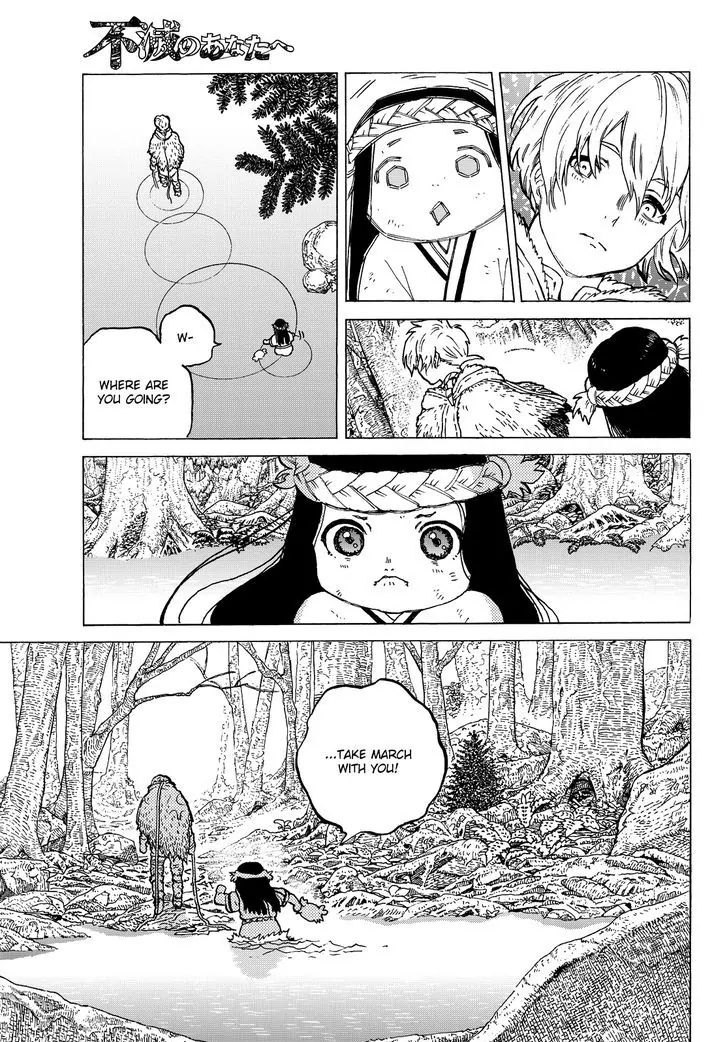 不滅のあなたへ
W-
WHERE ARE
YOU GOING?
...TAKE MARCH
WITH YOU!